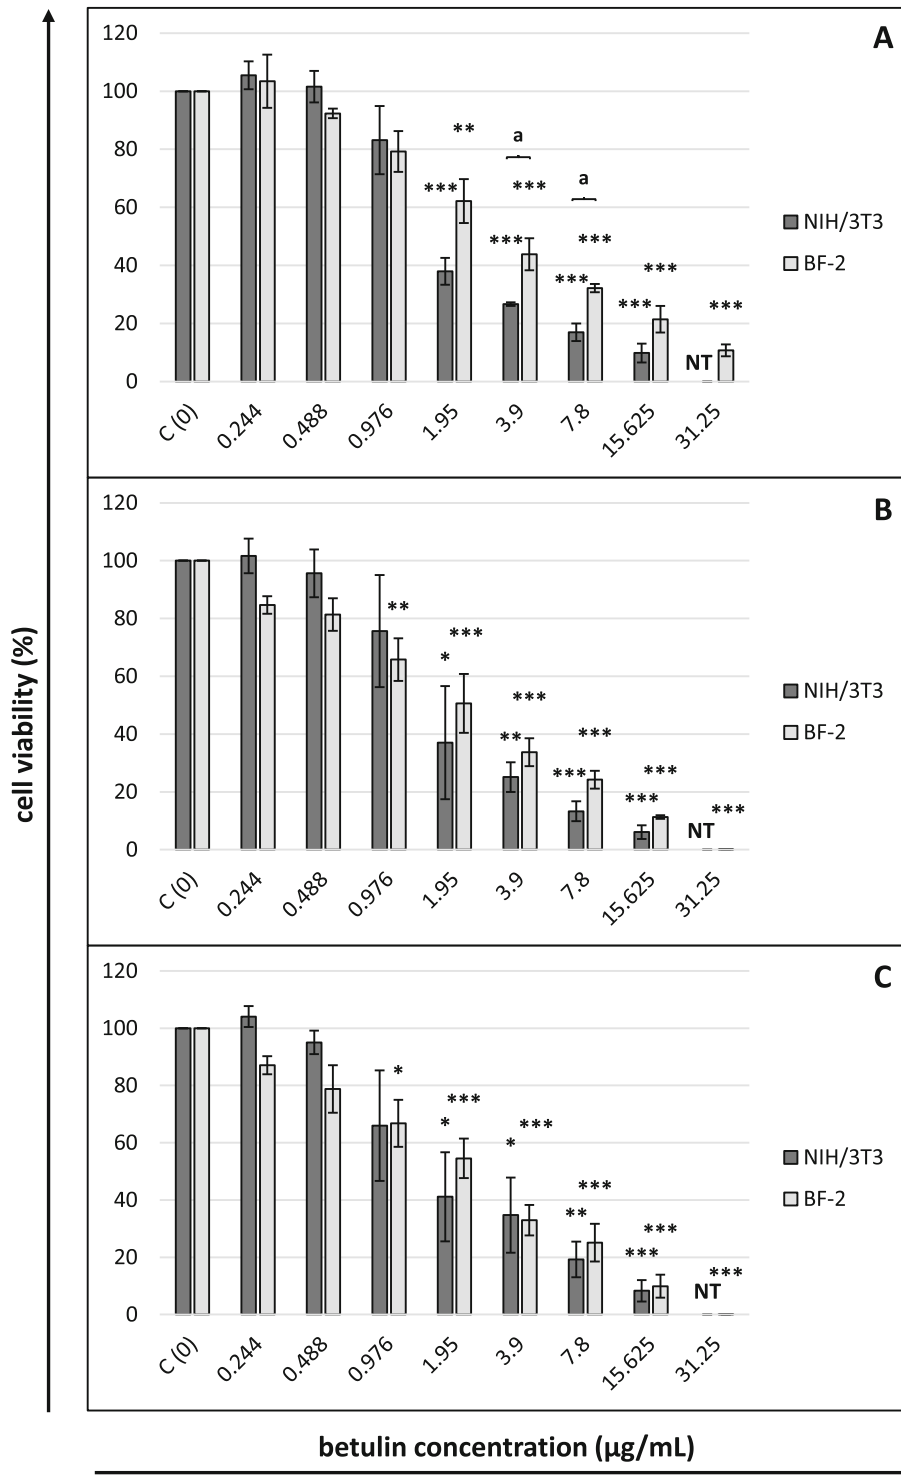 cell viability (%)
A
120
100
80
60
40
20
0
** a
*** *** a
*** ***
*** *** ***
*** NT
C (0) 0.244 0.488 0.976 1.95 3.9 7.8 15.625 31.25
NIH/3T3
BF-2
B
120
100
80
60
40
20
0
** ***
* ***
** ***
*** ***
*** NT ***
C (0) 0.244 0.488 0.976 1.95 3.9 7.8 15.625 31.25
NIH/3T3
BF-2
C
120
100
80
60
40
20
0
* ***
* ***
* ***
** ***
*** NT ***
C (0) 0.244 0.488 0.976 1.95 3.9 7.8 15.625 31.25
NIH/3T3
BF-2
betulin concentration (µg/mL)